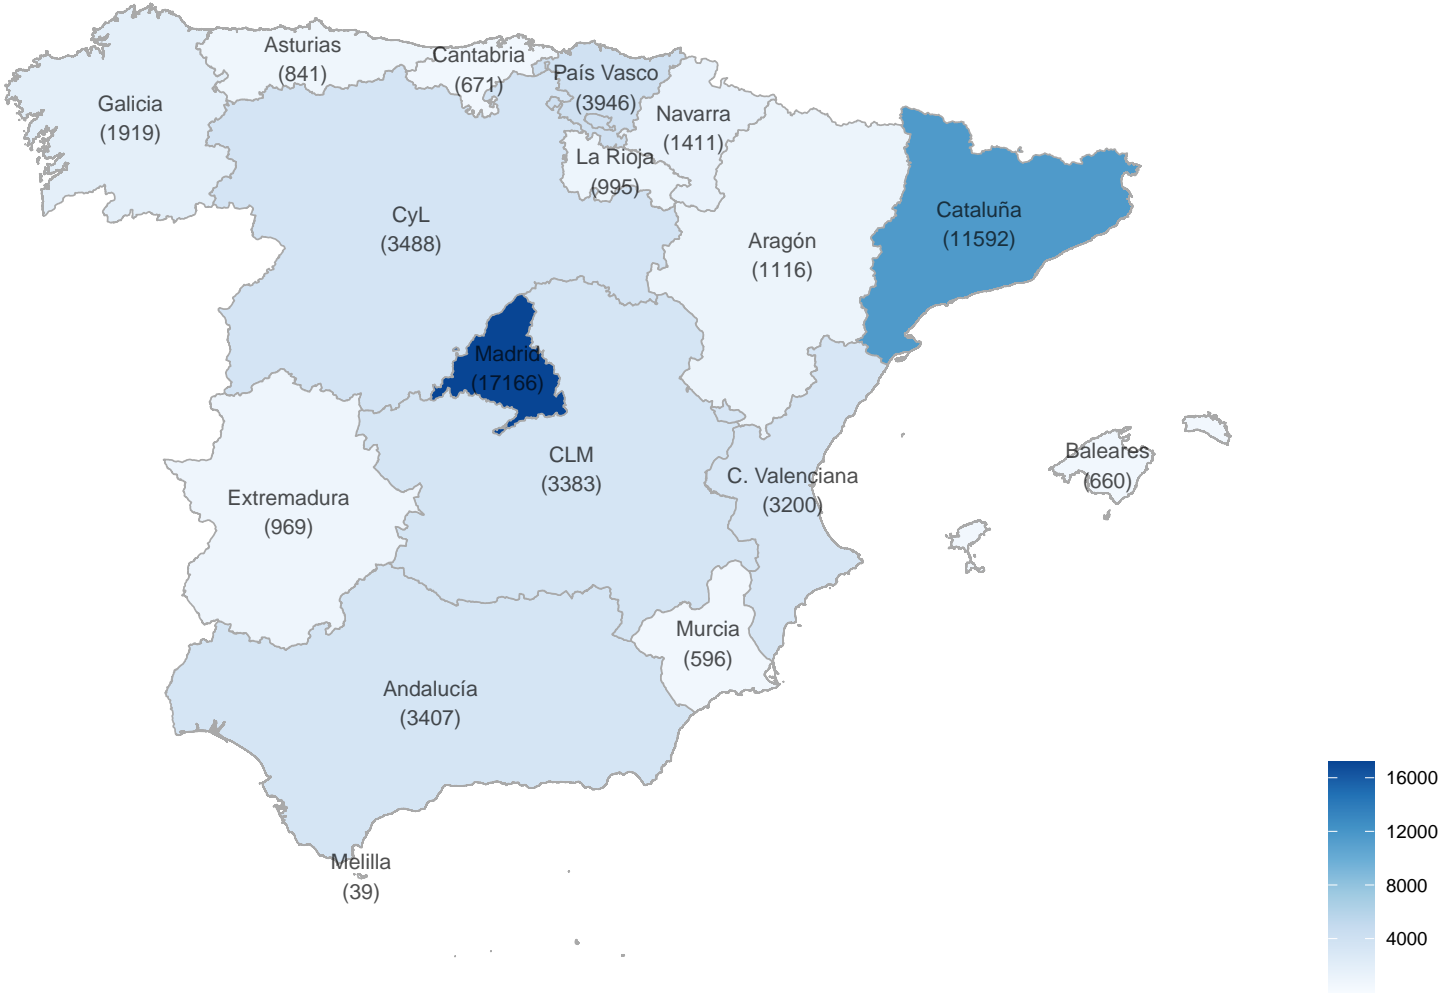 Asturias
(841)
Cantabria
(671)
País Vasco
(3946)
Galicia
(1919)
Navarra
(1411)
La Rioja
(995)
CyL
(3488)
Aragón
(1116)
Cataluña
(11592)
Madrid
(17166)
CLM
(3383)
C. Valenciana
(3200)
Baleares
(660)
Extremadura
(969)
Murcia
(596)
Andalucía
(3407)
Melilla
(39)
16000
12000
8000
4000